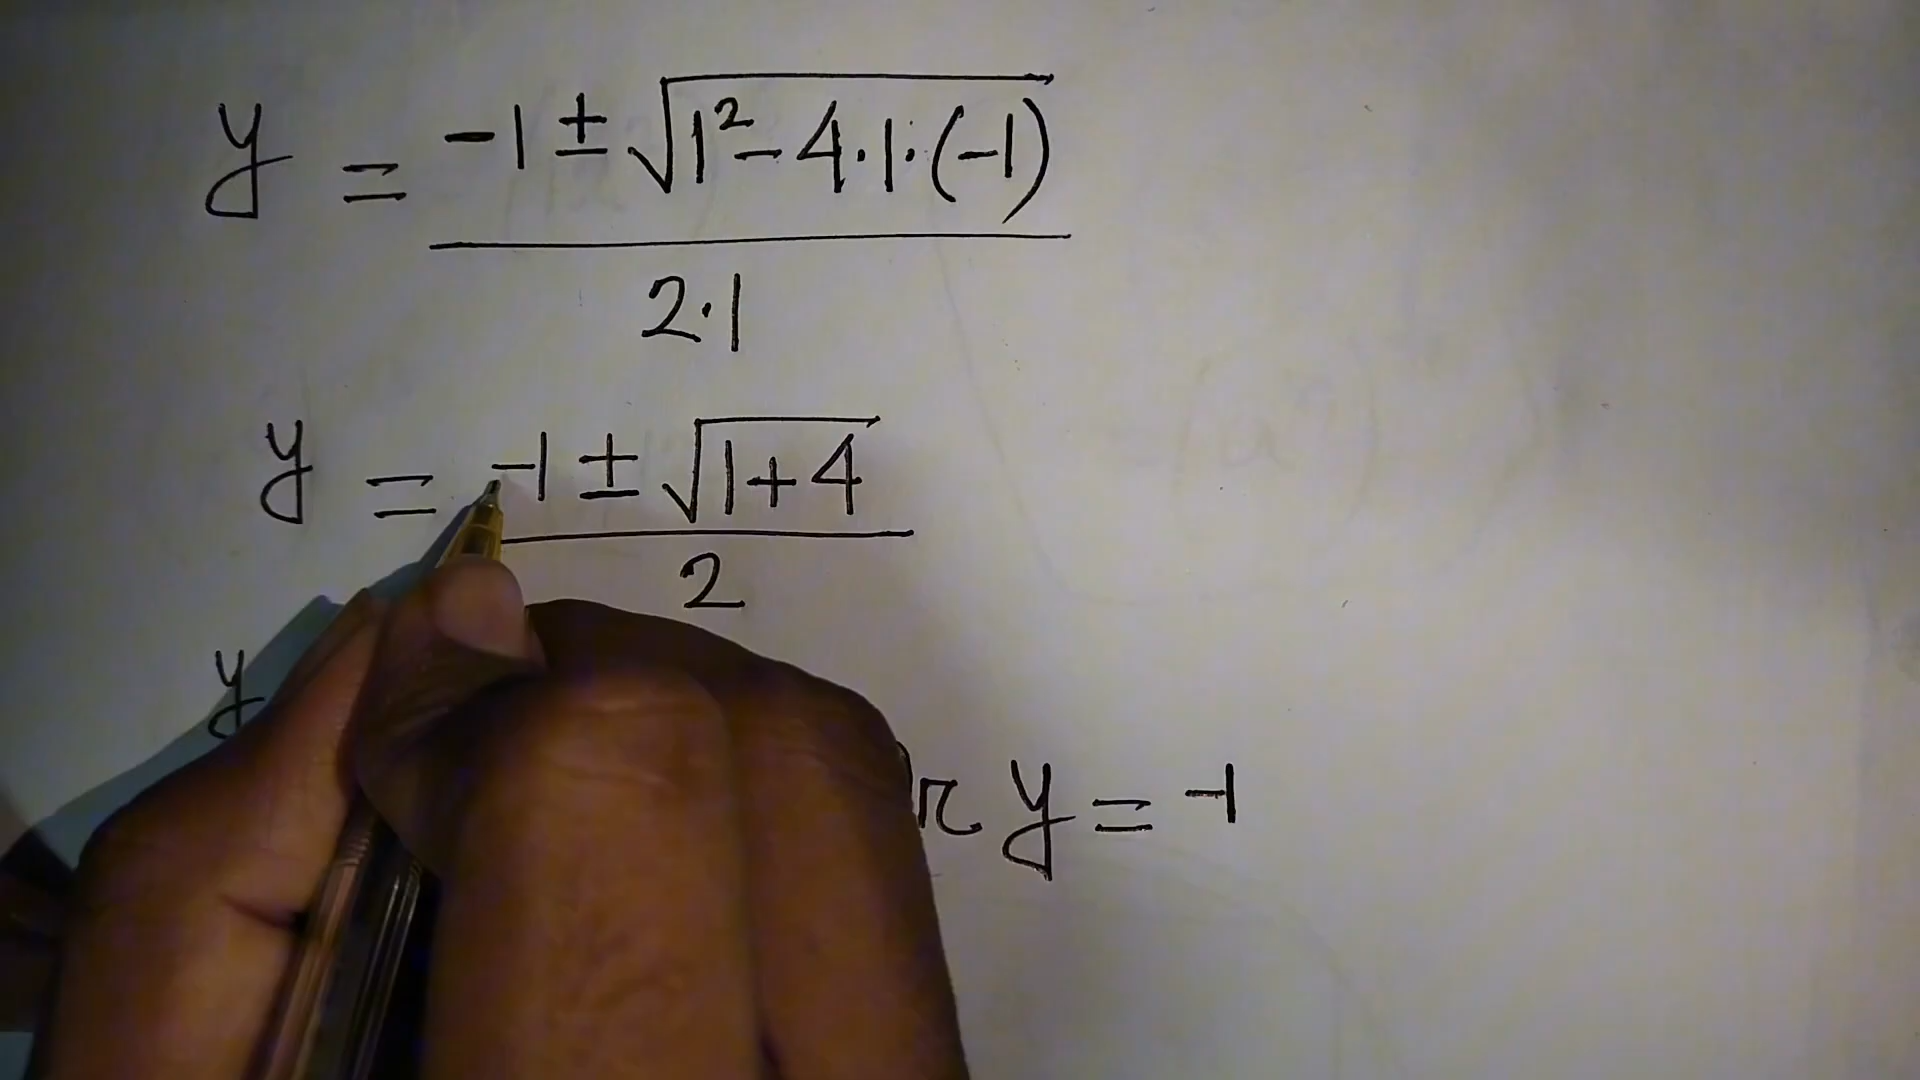 y = -1 ± √1² - 4·1·(-1)
2·1
y = -1 ± √1+4
2
y
y = -1